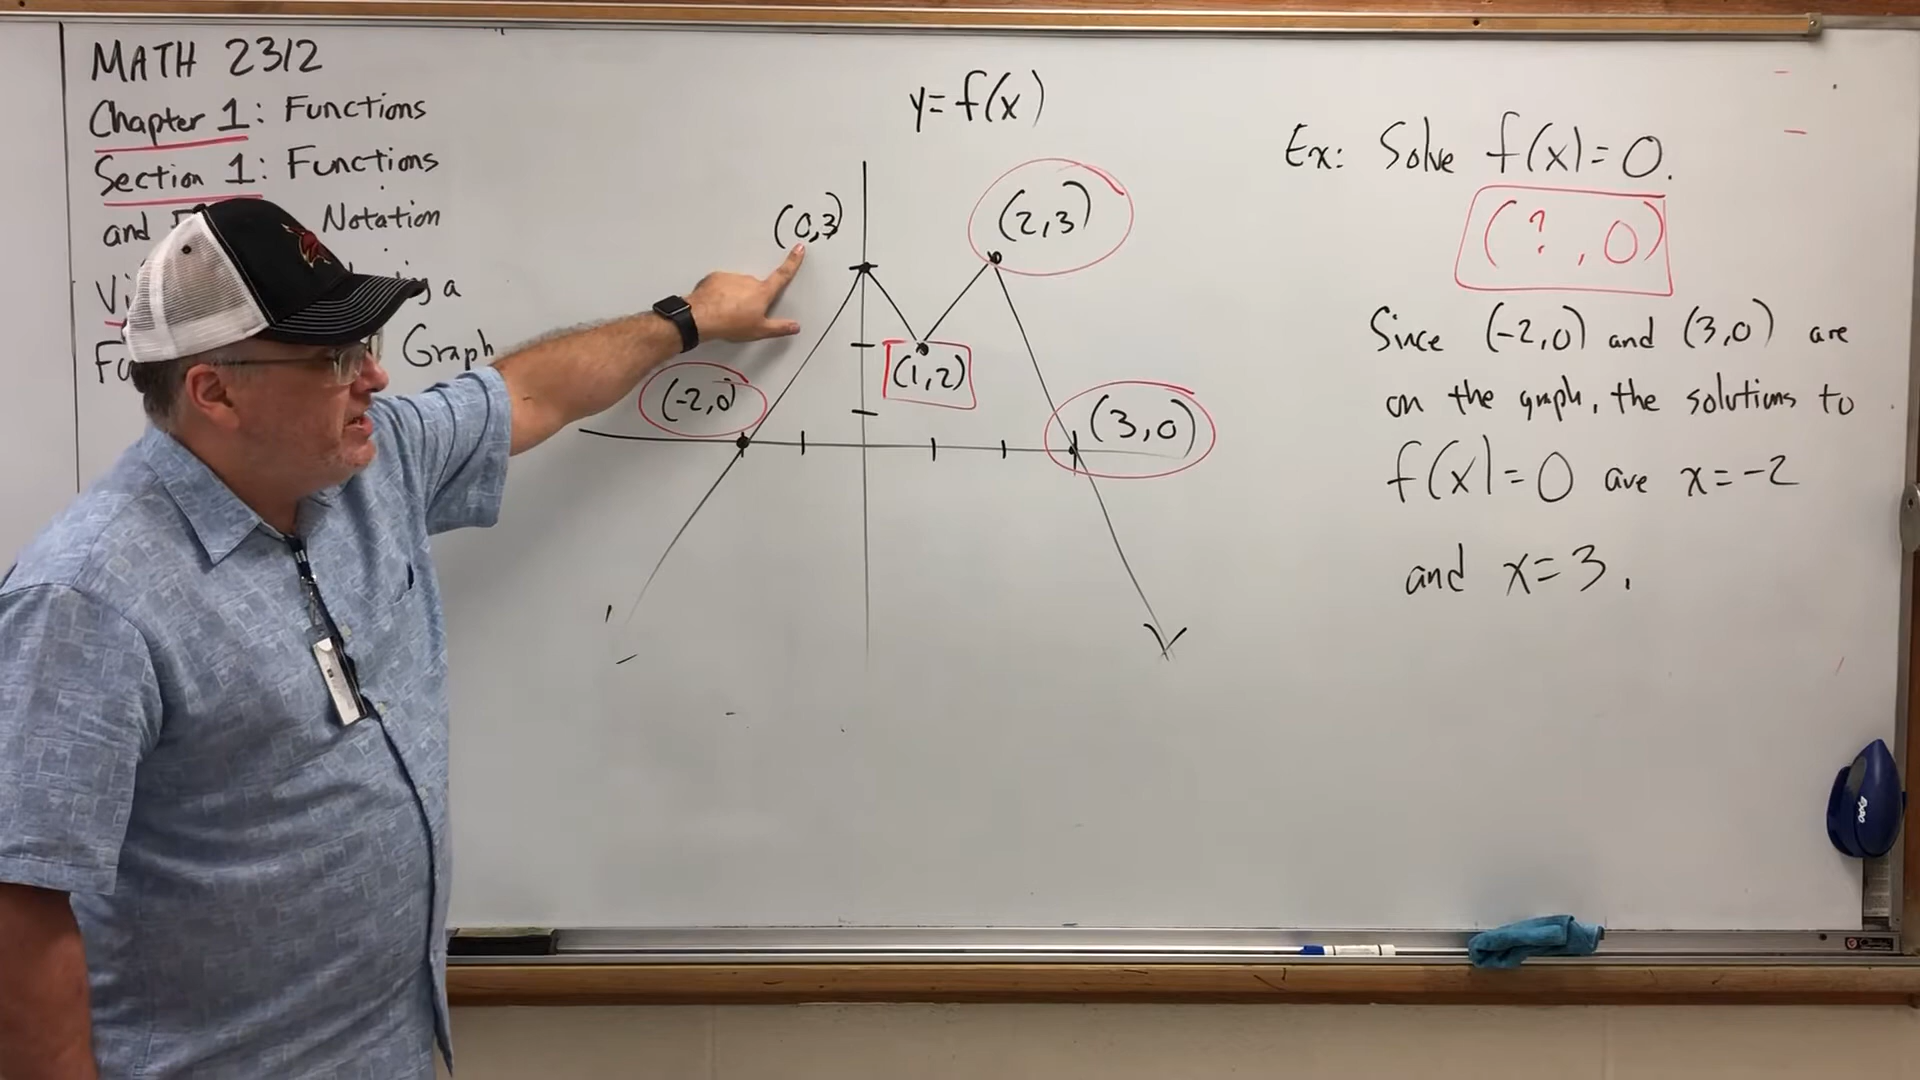 MATH 2312
Chapter 1: Functions
Section 1: Functions
and Notation
a
Graph
y=f(x)
(0,3)
(2,3)
(1,2)
(-2,0)
(3,0)
Ex: Solve f(x)=0.
(?,0)
Since (-2,0) and (3,0) are
on the graph, the solutions to
f(x)=0 are x=-2
and x=3.
EXPO